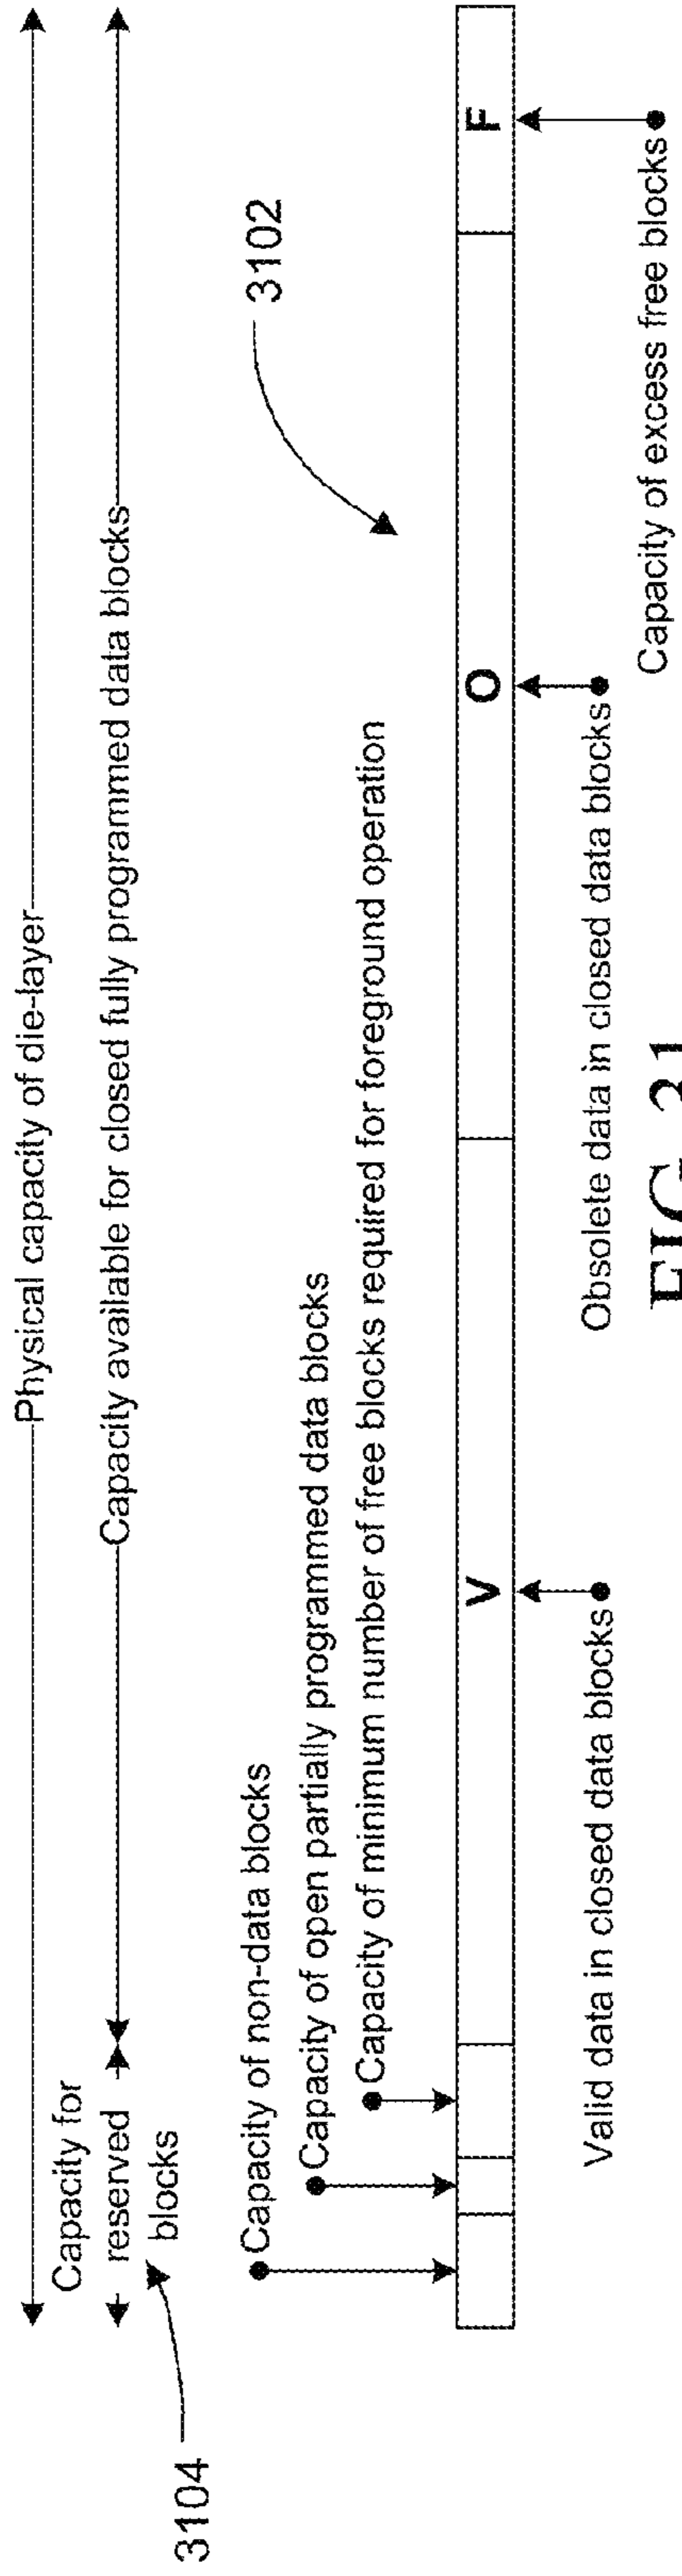 Physical capacity of die-layer
Capacity for
reserved
blocks
Capacity available for closed fully programmed data blocks
3104
3102
Capacity of non-data blocks
Capacity of open partially programmed data blocks
Capacity of minimum number of free blocks required for foreground operation
V
O
F
Valid data in closed data blocks
Obsolete data in closed data blocks
Capacity of excess free blocks
FIG. 31